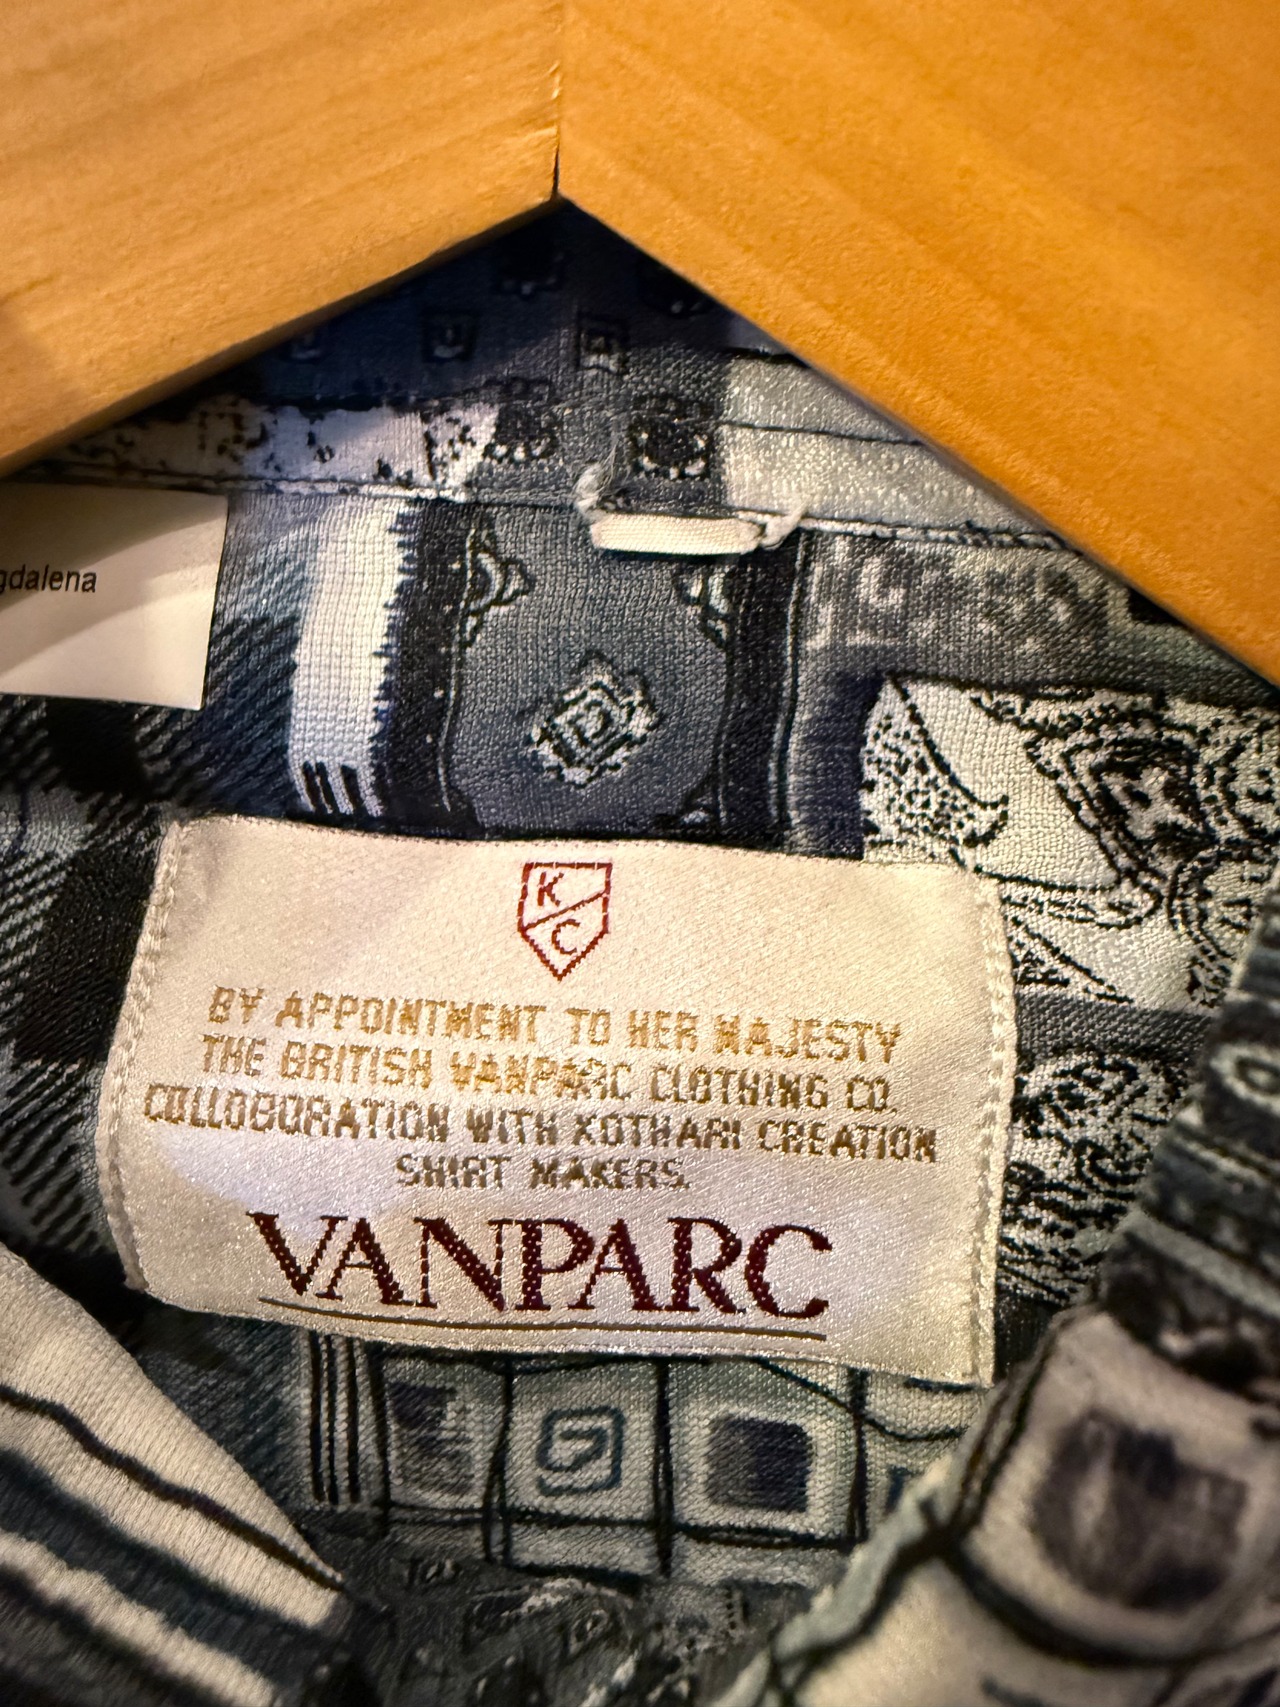 gdalena
K
C
BY APPOINTMENT TO HER MAJESTY
THE BRITISH VANPARC CLOTHING CO.
COLLOBORATION WITH KOTHARI CREATION
SHIRT MAKERS.
VANPARC